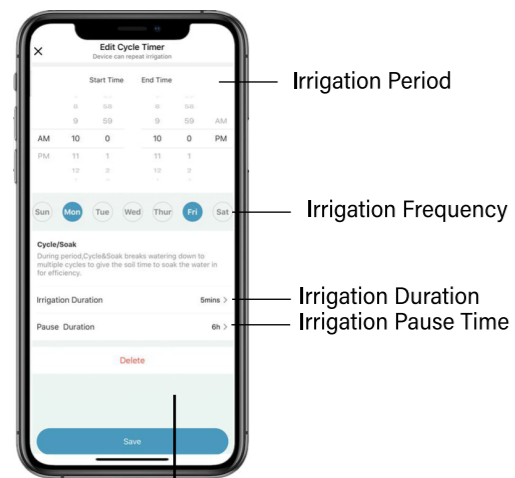 Edit Cycle Timer
Device can repeat irrigation
Start Time End Time
Irrigation Period
8 59 8 59
9 59 9 59 AM
AM 10 0 10 0 PM
PM 11 1 11 1
12 2 12 2
Sun Mon Tue Wed Thur Fri Sat
Irrigation Frequency
Cycle/Soak
During period,Cycle&Soak breaks watering down to
multiple cycles to give the soil time to soak the water in
for efficiency.
Irrigation Duration 5mins >
Irrigation Duration
Pause Duration 6h >
Irrigation Pause Time
Delete
Save